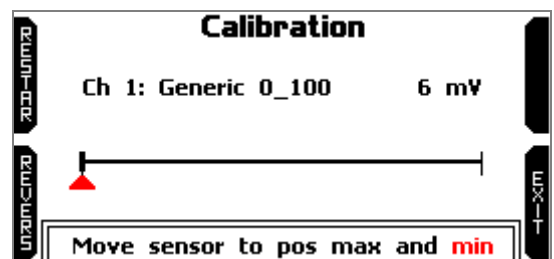 Calibration
RESTAR
Ch 1: Generic 0_100 6 mV
REVERS
EXIT
Move sensor to pos max and min